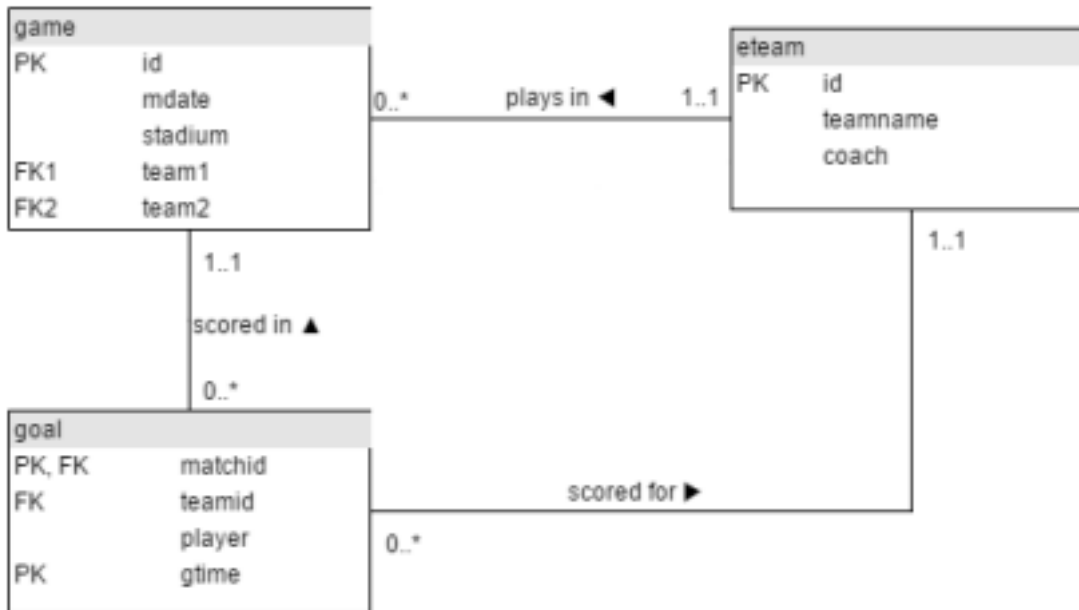 game
PK id
mdate
stadium
FK1 team1
FK2 team2
0..* plays in ◄ 1..1
eteam
PK id
teamname
coach
1..1
scored in ▲
0..*
1..1
goal
PK, FK matchid
FK teamid
player
PK gtime
scored for ►
0..*